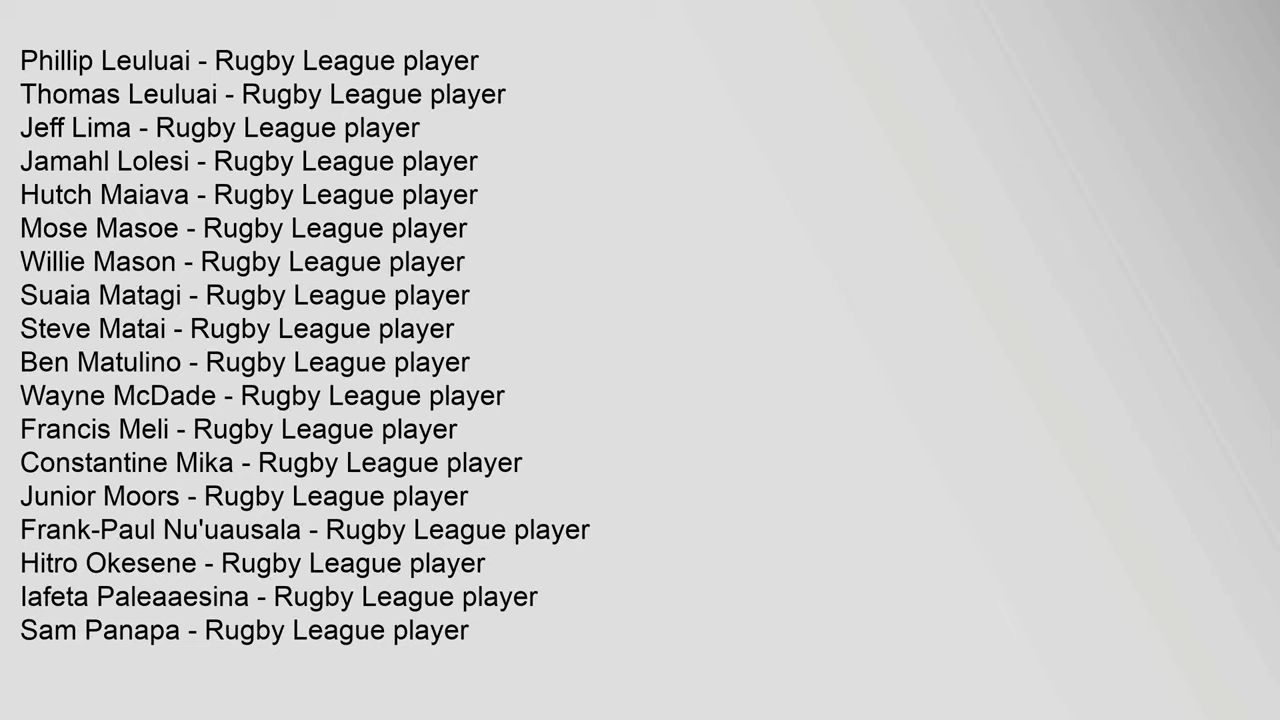 Phillip Leuluai - Rugby League player
Thomas Leuluai - Rugby League player
Jeff Lima - Rugby League player
Jamahl Lolesi - Rugby League player
Hutch Maiava - Rugby League player
Mose Masoe - Rugby League player
Willie Mason - Rugby League player
Suaia Matagi - Rugby League player
Steve Matai - Rugby League player
Ben Matulino - Rugby League player
Wayne McDade - Rugby League player
Francis Meli - Rugby League player
Constantine Mika - Rugby League player
Junior Moors - Rugby League player
Frank-Paul Nu'uausala - Rugby League player
Hitro Okesene - Rugby League player
Iafeta Paleaaesina - Rugby League player
Sam Panapa - Rugby League player